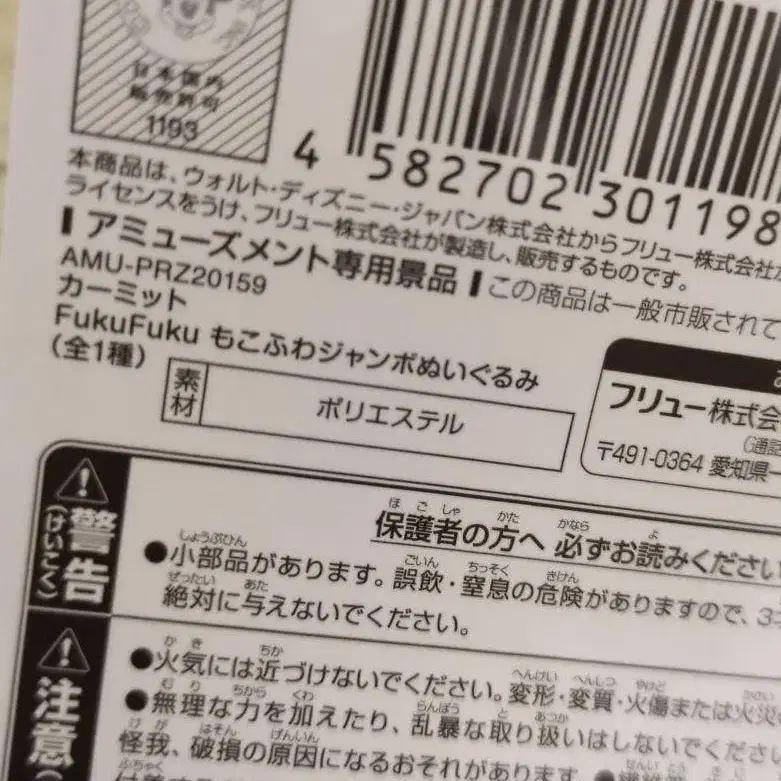 日本国内
販売許可
1193
4 582702 301198
本商品は、ウォルト・ディズニー・ジャパン株式会社からフリュー株式会社が
ライセンスをうけ、フリュー株式会社が製造し、販売するものです。
アミューズメント専用景品 この商品は一般市販されて
AMU-PRZ20159
カーミット
FukuFuku もこふわジャンボぬいぐるみ
(全1種)
素材
ポリエステル
フリュー株式会
〒491-0364 愛知県
警告
(けいこく)
ほごしゃ かた かなら よ
保護者の方へ 必ずお読みください
しょうぶひん ごいん ちっそく きけん
●小部品があります。誤飲・窒息の危険がありますので、3
ぜったい あた
絶対に与えないでください。
注意
かき ちか へんけい へんしつ やけど
●火気には近づけないでください。変形・変質・火傷または火災
むり ちから くわ らんぼう と あつか
●無理な力を加えたり、乱暴な取り扱いはしないでくださ
けが はそん げんいん
怪我、破損の原因になるおそれがあります。